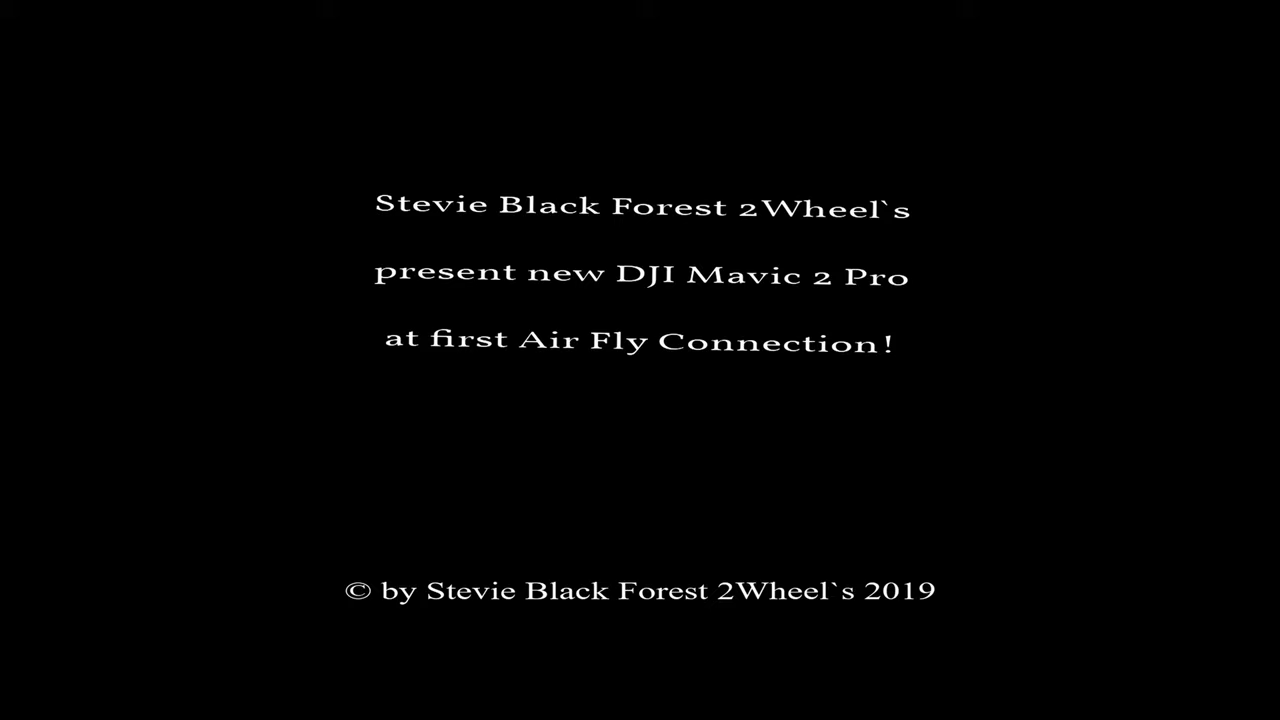 Stevie Black Forest 2Wheel`s
present new DJI Mavic 2 Pro
at first Air Fly Connection!
© by Stevie Black Forest 2Wheel`s 2019